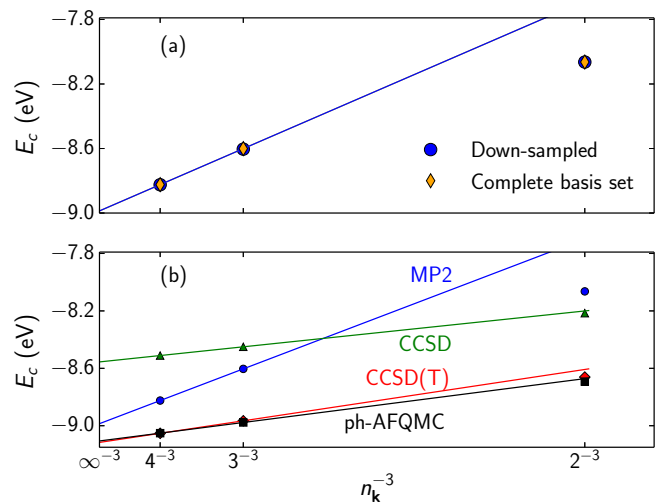 −7.8
(a)
−8.2
E_c (eV)
−8.6
Down-sampled
Complete basis set
−9.0
−7.8
(b)
MP2
−8.2
E_c (eV)
CCSD
−8.6
CCSD(T)
ph-AFQMC
−9.0
∞⁻³ 4⁻³ 3⁻³ 2⁻³
n_k⁻³